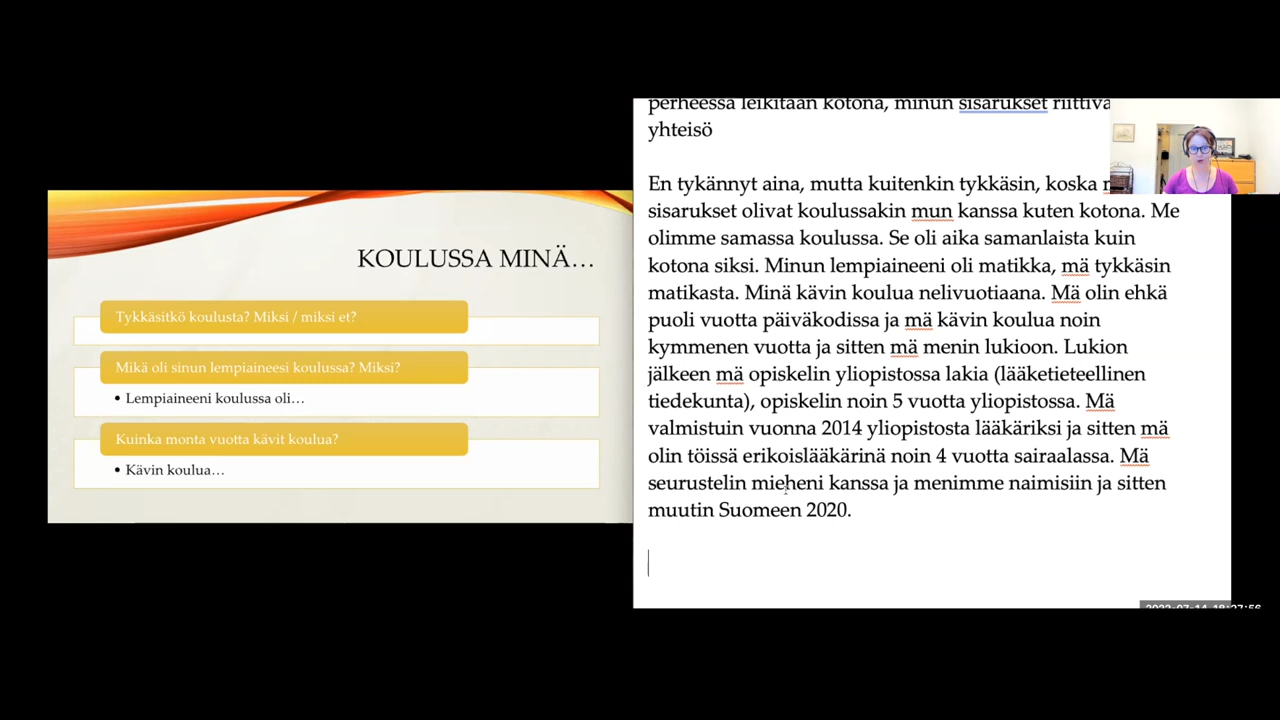 KOULUSSA MINÄ…
Tykkäsitkö koulusta? Miksi / miksi et?
Mikä oli sinun lempiaineesi koulussa? Miksi?
• Lempiaineeni koulussa oli…
Kuinka monta vuotta kävit koulua?
• Kävin koulua…
perheessä leikitään kotona, minun sisarukset
yhteisö
En tykännyt aina, mutta kuitenkin tykkäsin, koska
sisarukset olivat koulussakin mun kanssa kuten kotona. Me
olimme samassa koulussa. Se oli aika samanlaista kuin
kotona siksi. Minun lempiaineeni oli matikka, mä tykkäsin
matikasta. Minä kävin koulua nelivuotiaana. Mä olin ehkä
puoli vuotta päiväkodissa ja mä kävin koulua noin
kymmenen vuotta ja sitten mä menin lukioon. Lukion
jälkeen mä opiskelin yliopistossa lakia (lääketieteellinen
tiedekunta), opiskelin noin 5 vuotta yliopistossa. Mä
valmistuin vuonna 2014 yliopistosta lääkäriksi ja sitten mä
olin töissä erikoislääkärinä noin 4 vuotta sairaalassa. Mä
seurustelin mieheni kanssa ja menimme naimisiin ja sitten
muutin Suomeen 2020.